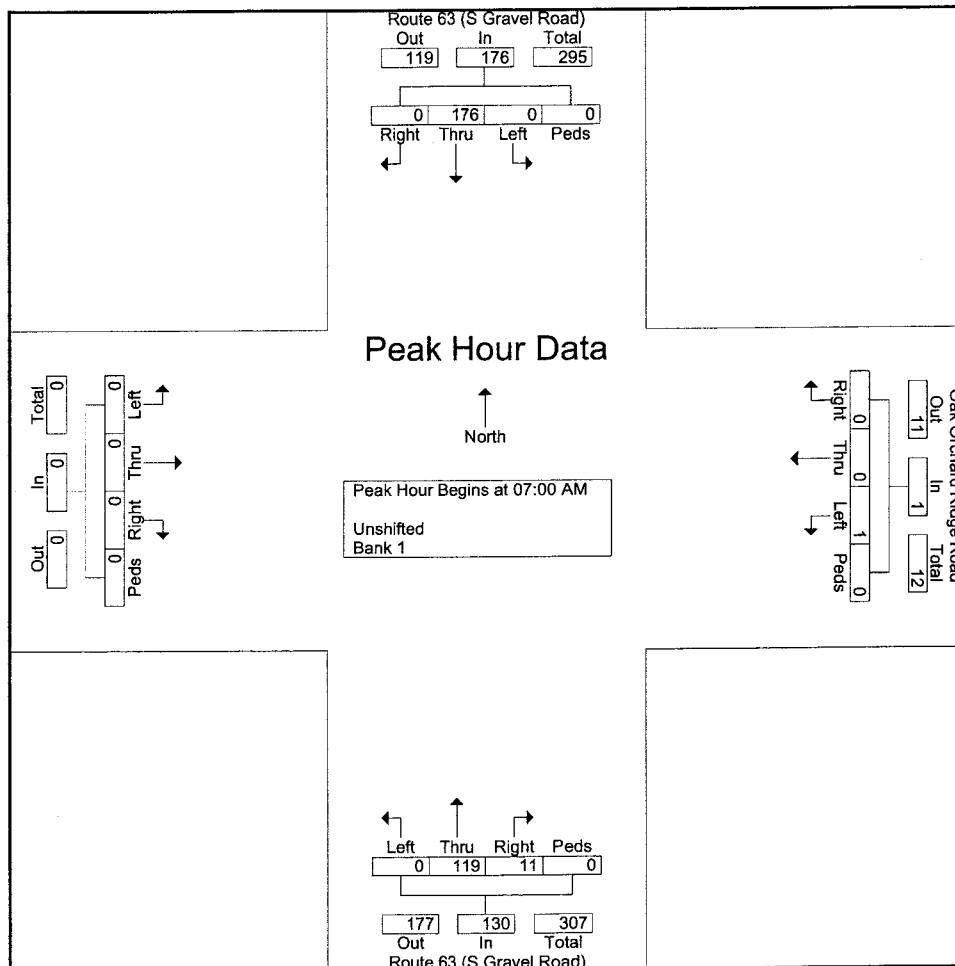 Route 63 (S Gravel Road)
Out In Total
119 176 295
0 176 0 0
Right Thru Left Peds
Peak Hour Data
North
Peak Hour Begins at 07:00 AM
Unshifted
Bank 1
Total In Out
0 0 0
0 0 0 0
Left Thru Right Peds
Right Thru Left Peds
0 0 1 0
11 1 12
Out In Total
Oak Orchard Ridge Road
Left Thru Right Peds
0 119 11 0
177 130 307
Out In Total
Route 63 (S Gravel Road)